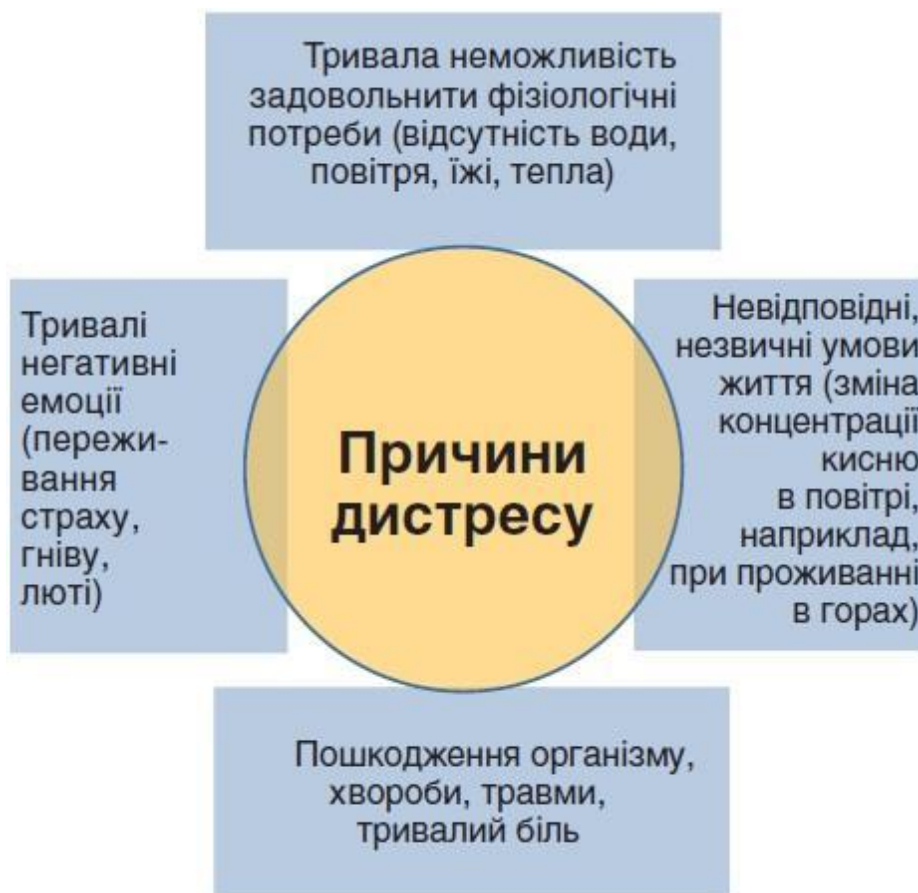 Тривала неможливість
задовольнити фізіологічні
потреби (відсутність води,
повітря, їжі, тепла)
Тривалі
негативні
емоції
(пережи-
вання
страху,
гніву,
люті)
Причини
дистресу
Невідповідні,
незвичні умови
життя (зміна
концентрації
кисню
в повітрі,
наприклад,
при проживанні
в горах)
Пошкодження організму,
хвороби, травми,
тривалий біль